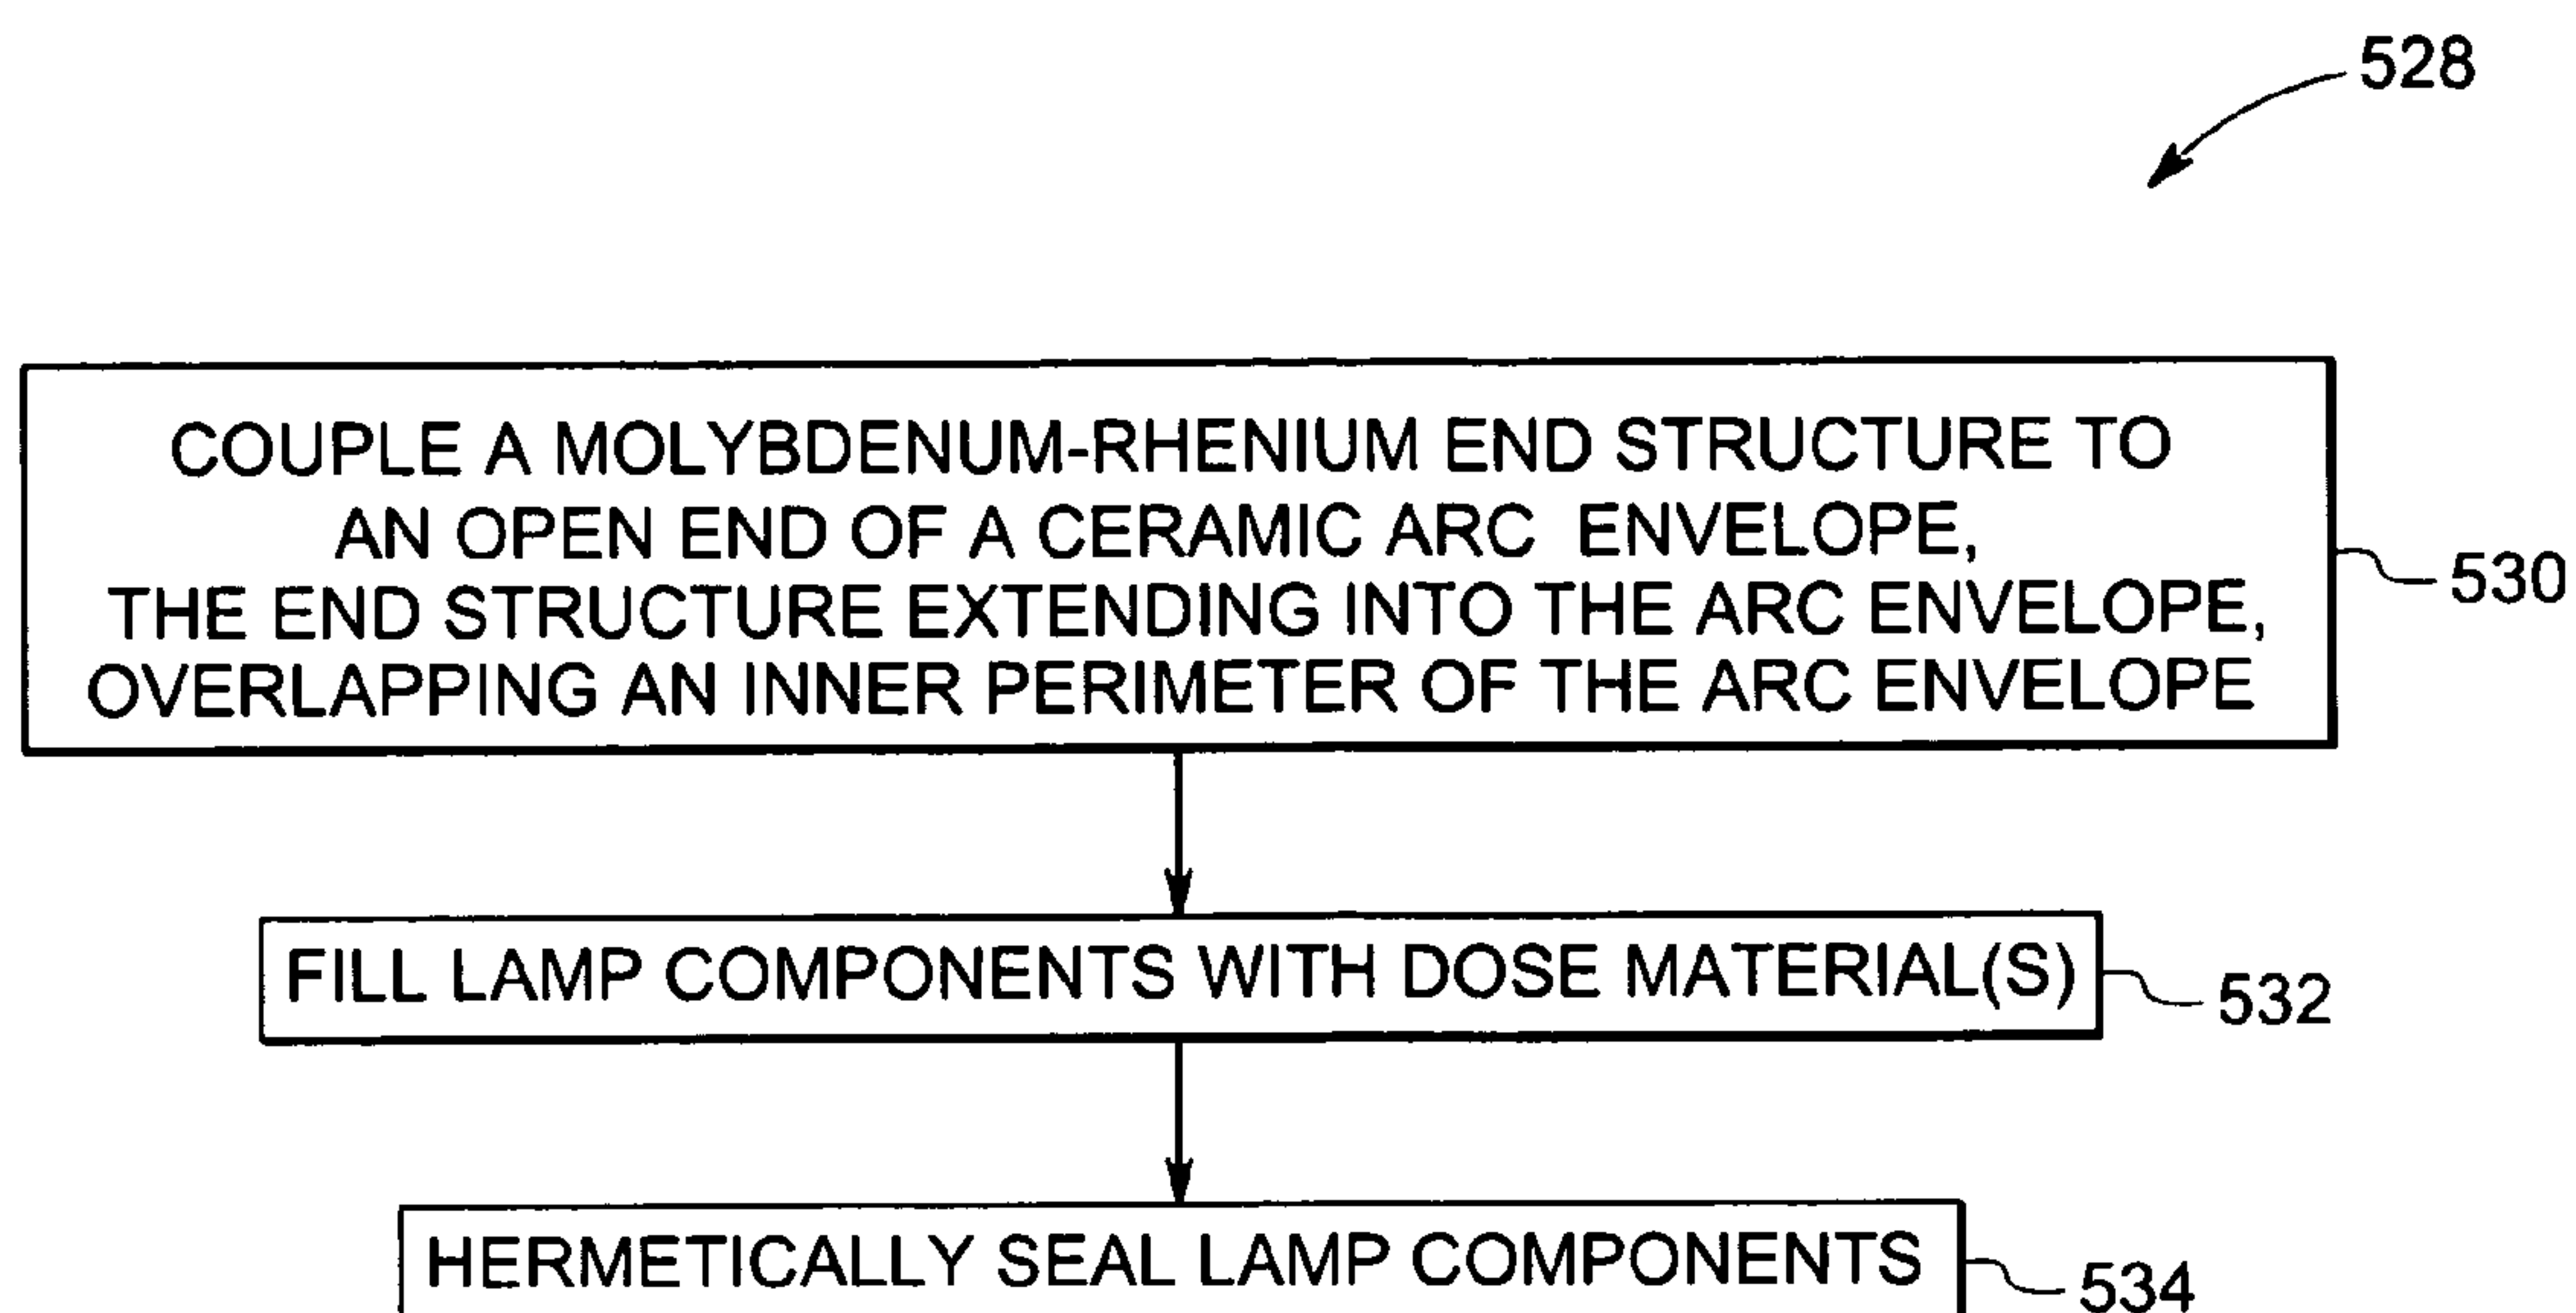 528
COUPLE A MOLYBDENUM-RHENIUM END STRUCTURE TO
AN OPEN END OF A CERAMIC ARC ENVELOPE,
THE END STRUCTURE EXTENDING INTO THE ARC ENVELOPE,
OVERLAPPING AN INNER PERIMETER OF THE ARC ENVELOPE
530
FILL LAMP COMPONENTS WITH DOSE MATERIAL(S)
532
HERMETICALLY SEAL LAMP COMPONENTS
534